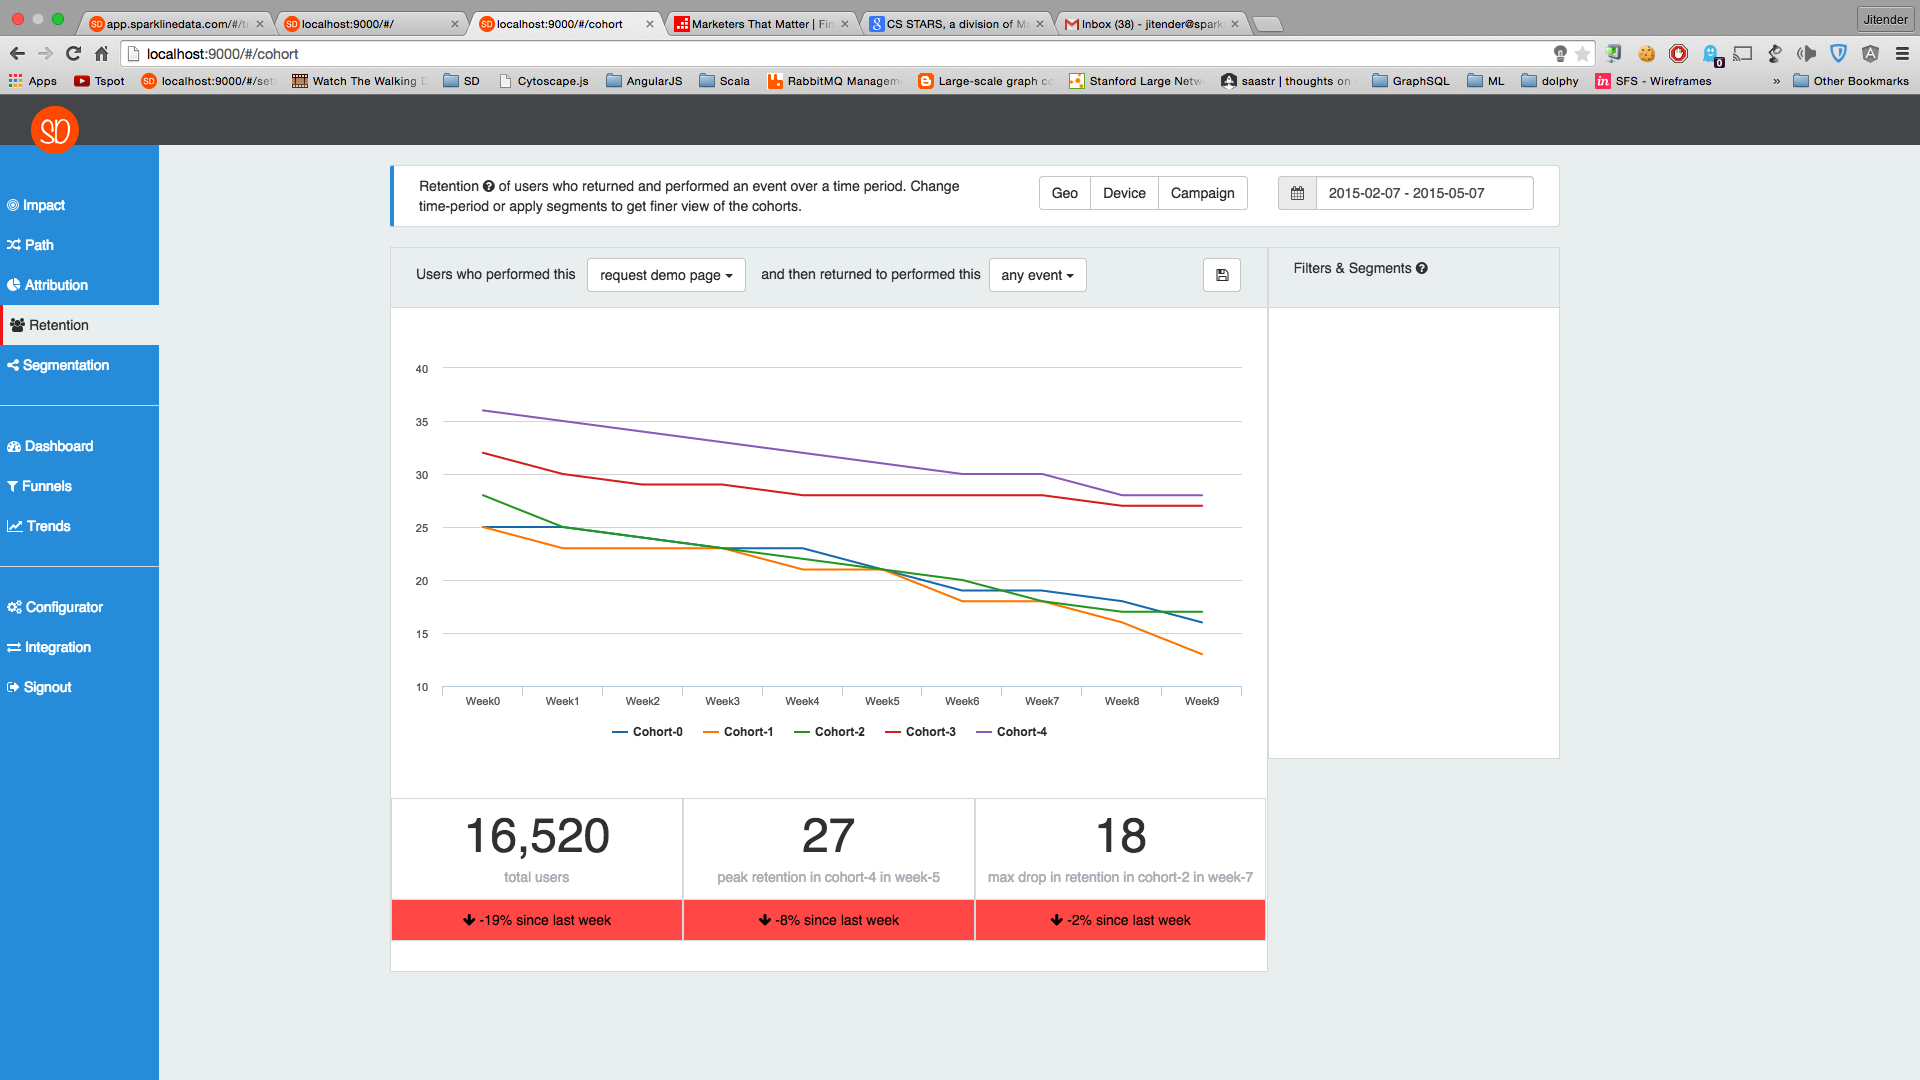 app.sparklinedata.com/#/tr
localhost:9000/#/
localhost:9000/#/cohort
Marketers That Matter | Fin
CS STARS, a division of Ma
Inbox (38) - jitender@spark
Jitender
localhost:9000/#/cohort
0
Apps
Tspot
localhost:9000/#/set
Watch The Walking D
SD
Cytoscape.js
AngularJS
Scala
RabbitMQ Managem
Large-scale graph co
Stanford Large Netw
saastr | thoughts on
GraphSQL
ML
dolphy
in SFS - Wireframes
»
Other Bookmarks
SD
Impact
Path
Attribution
Retention
Segmentation
Dashboard
Funnels
Trends
Configurator
Integration
Signout
Retention ? of users who returned and performed an event over a time period. Change
time-period or apply segments to get finer view of the cohorts.
Geo
Device
Campaign
2015-02-07 - 2015-05-07
Users who performed this
request demo page
and then returned to performed this
any event
Filters & Segments ?
40
35
30
25
20
15
10
Week0
Week1
Week2
Week3
Week4
Week5
Week6
Week7
Week8
Week9
Cohort-0
Cohort-1
Cohort-2
Cohort-3
Cohort-4
16,520
total users
-19% since last week
27
peak retention in cohort-4 in week-5
-8% since last week
18
max drop in retention in cohort-2 in week-7
-2% since last week